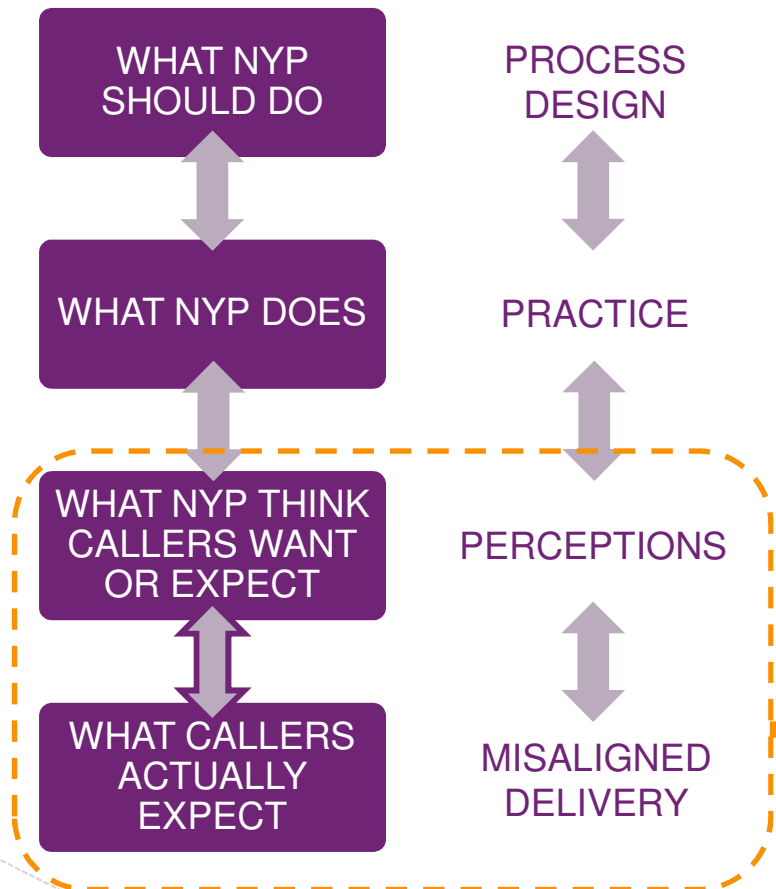 WHAT NYP
SHOULD DO
PROCESS
DESIGN
WHAT NYP DOES
PRACTICE
WHAT NYP THINK
CALLERS WANT
OR EXPECT
PERCEPTIONS
WHAT CALLERS
ACTUALLY
EXPECT
MISALIGNED
DELIVERY